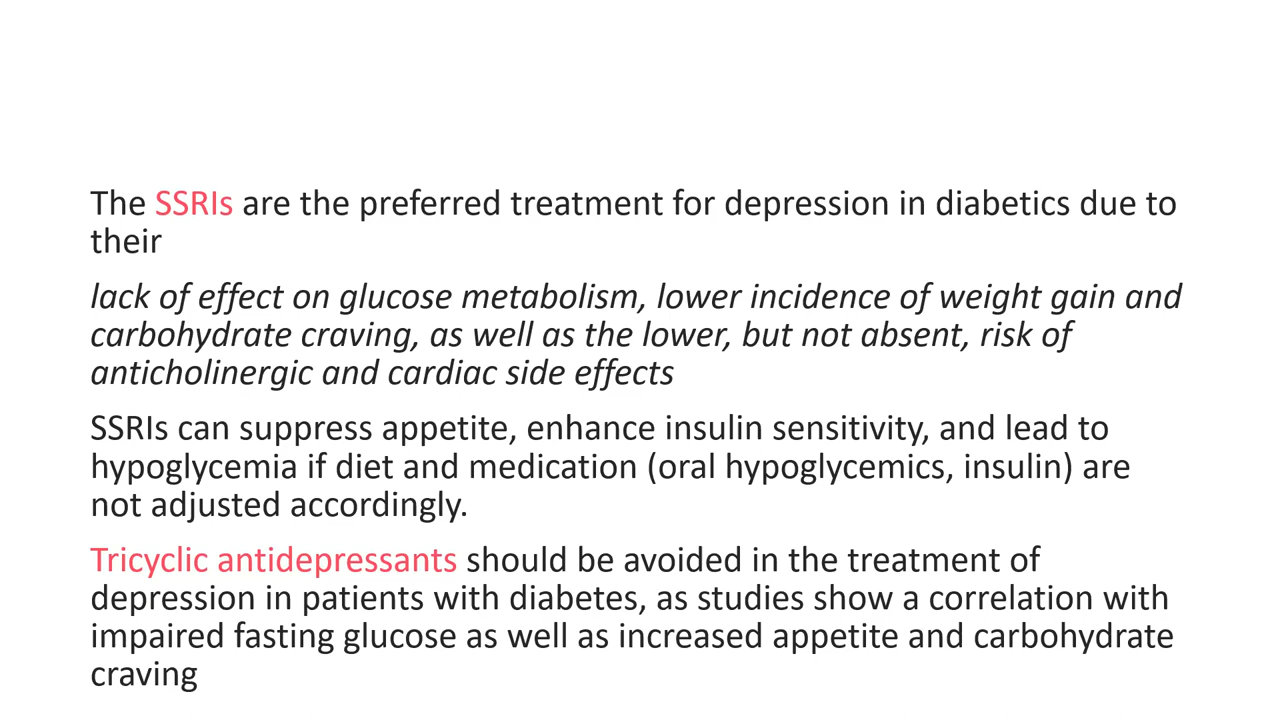 The SSRIs are the preferred treatment for depression in diabetics due to
their
lack of effect on glucose metabolism, lower incidence of weight gain and
carbohydrate craving, as well as the lower, but not absent, risk of
anticholinergic and cardiac side effects
SSRIs can suppress appetite, enhance insulin sensitivity, and lead to
hypoglycemia if diet and medication (oral hypoglycemics, insulin) are
not adjusted accordingly.
Tricyclic antidepressants should be avoided in the treatment of
depression in patients with diabetes, as studies show a correlation with
impaired fasting glucose as well as increased appetite and carbohydrate
craving